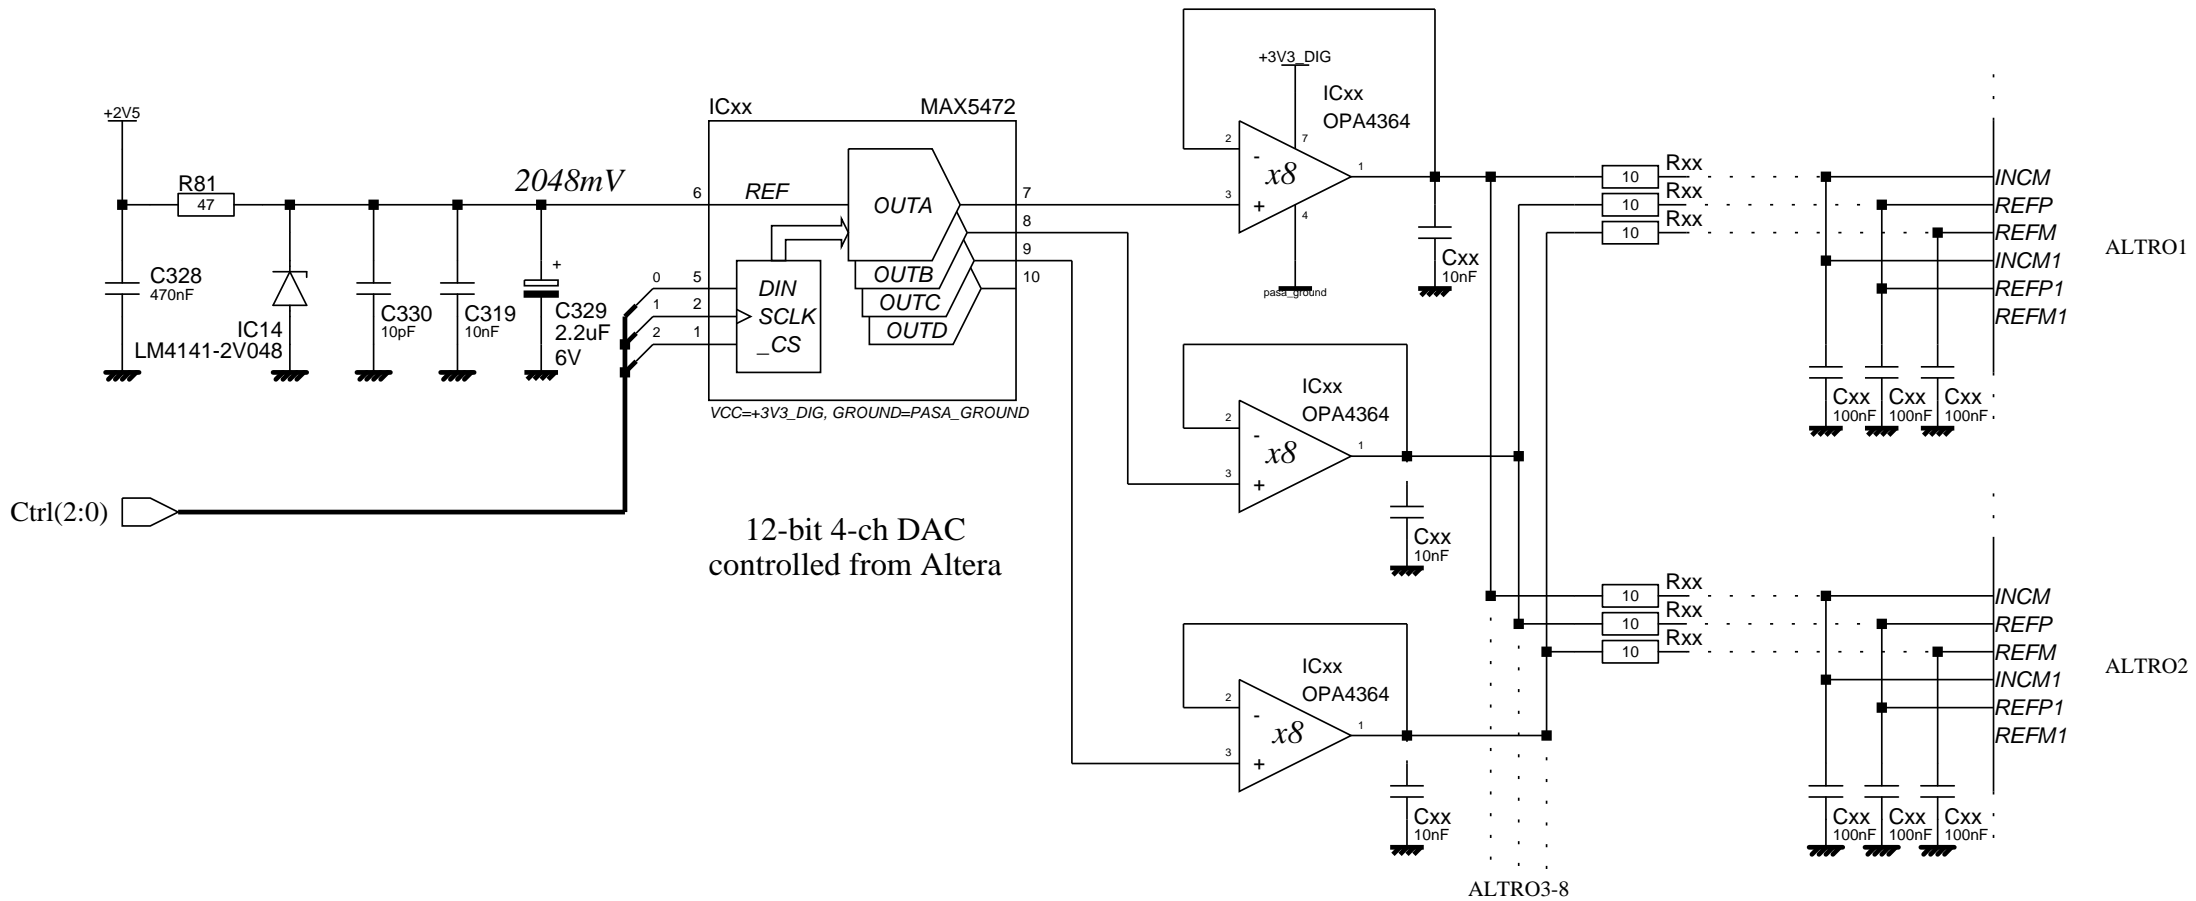 +2V5
R81
47
2048mV
C328
470nF
IC14
LM4141-2V048
C330
10pF
C319
10nF
+
C329
2.2uF
6V
Ctrl(2:0)
0
1
2
ICxx MAX5472
6
5
2
1
REF
DIN
SCLK
_CS
OUTA
OUTB
OUTC
OUTD
7
8
9
10
VCC=+3V3_DIG, GROUND=PASA_GROUND
12-bit 4-ch DAC
controlled from Altera
+3V3_DIG
ICxx
OPA4364
2
7
-
x8
1
3
+
4
pasa_ground
Cxx
10nF
ICxx
OPA4364
2
-
x8
1
3
+
Cxx
10nF
ICxx
OPA4364
2
-
x8
1
3
+
Cxx
10nF
10 Rxx
10 Rxx
10 Rxx
INCM
REFP
REFM
INCM1
REFP1
REFM1
ALTRO1
Cxx Cxx Cxx
100nF 100nF 100nF
10 Rxx
10 Rxx
10 Rxx
INCM
REFP
REFM
INCM1
REFP1
REFM1
ALTRO2
Cxx Cxx Cxx
100nF 100nF 100nF
ALTRO3-8